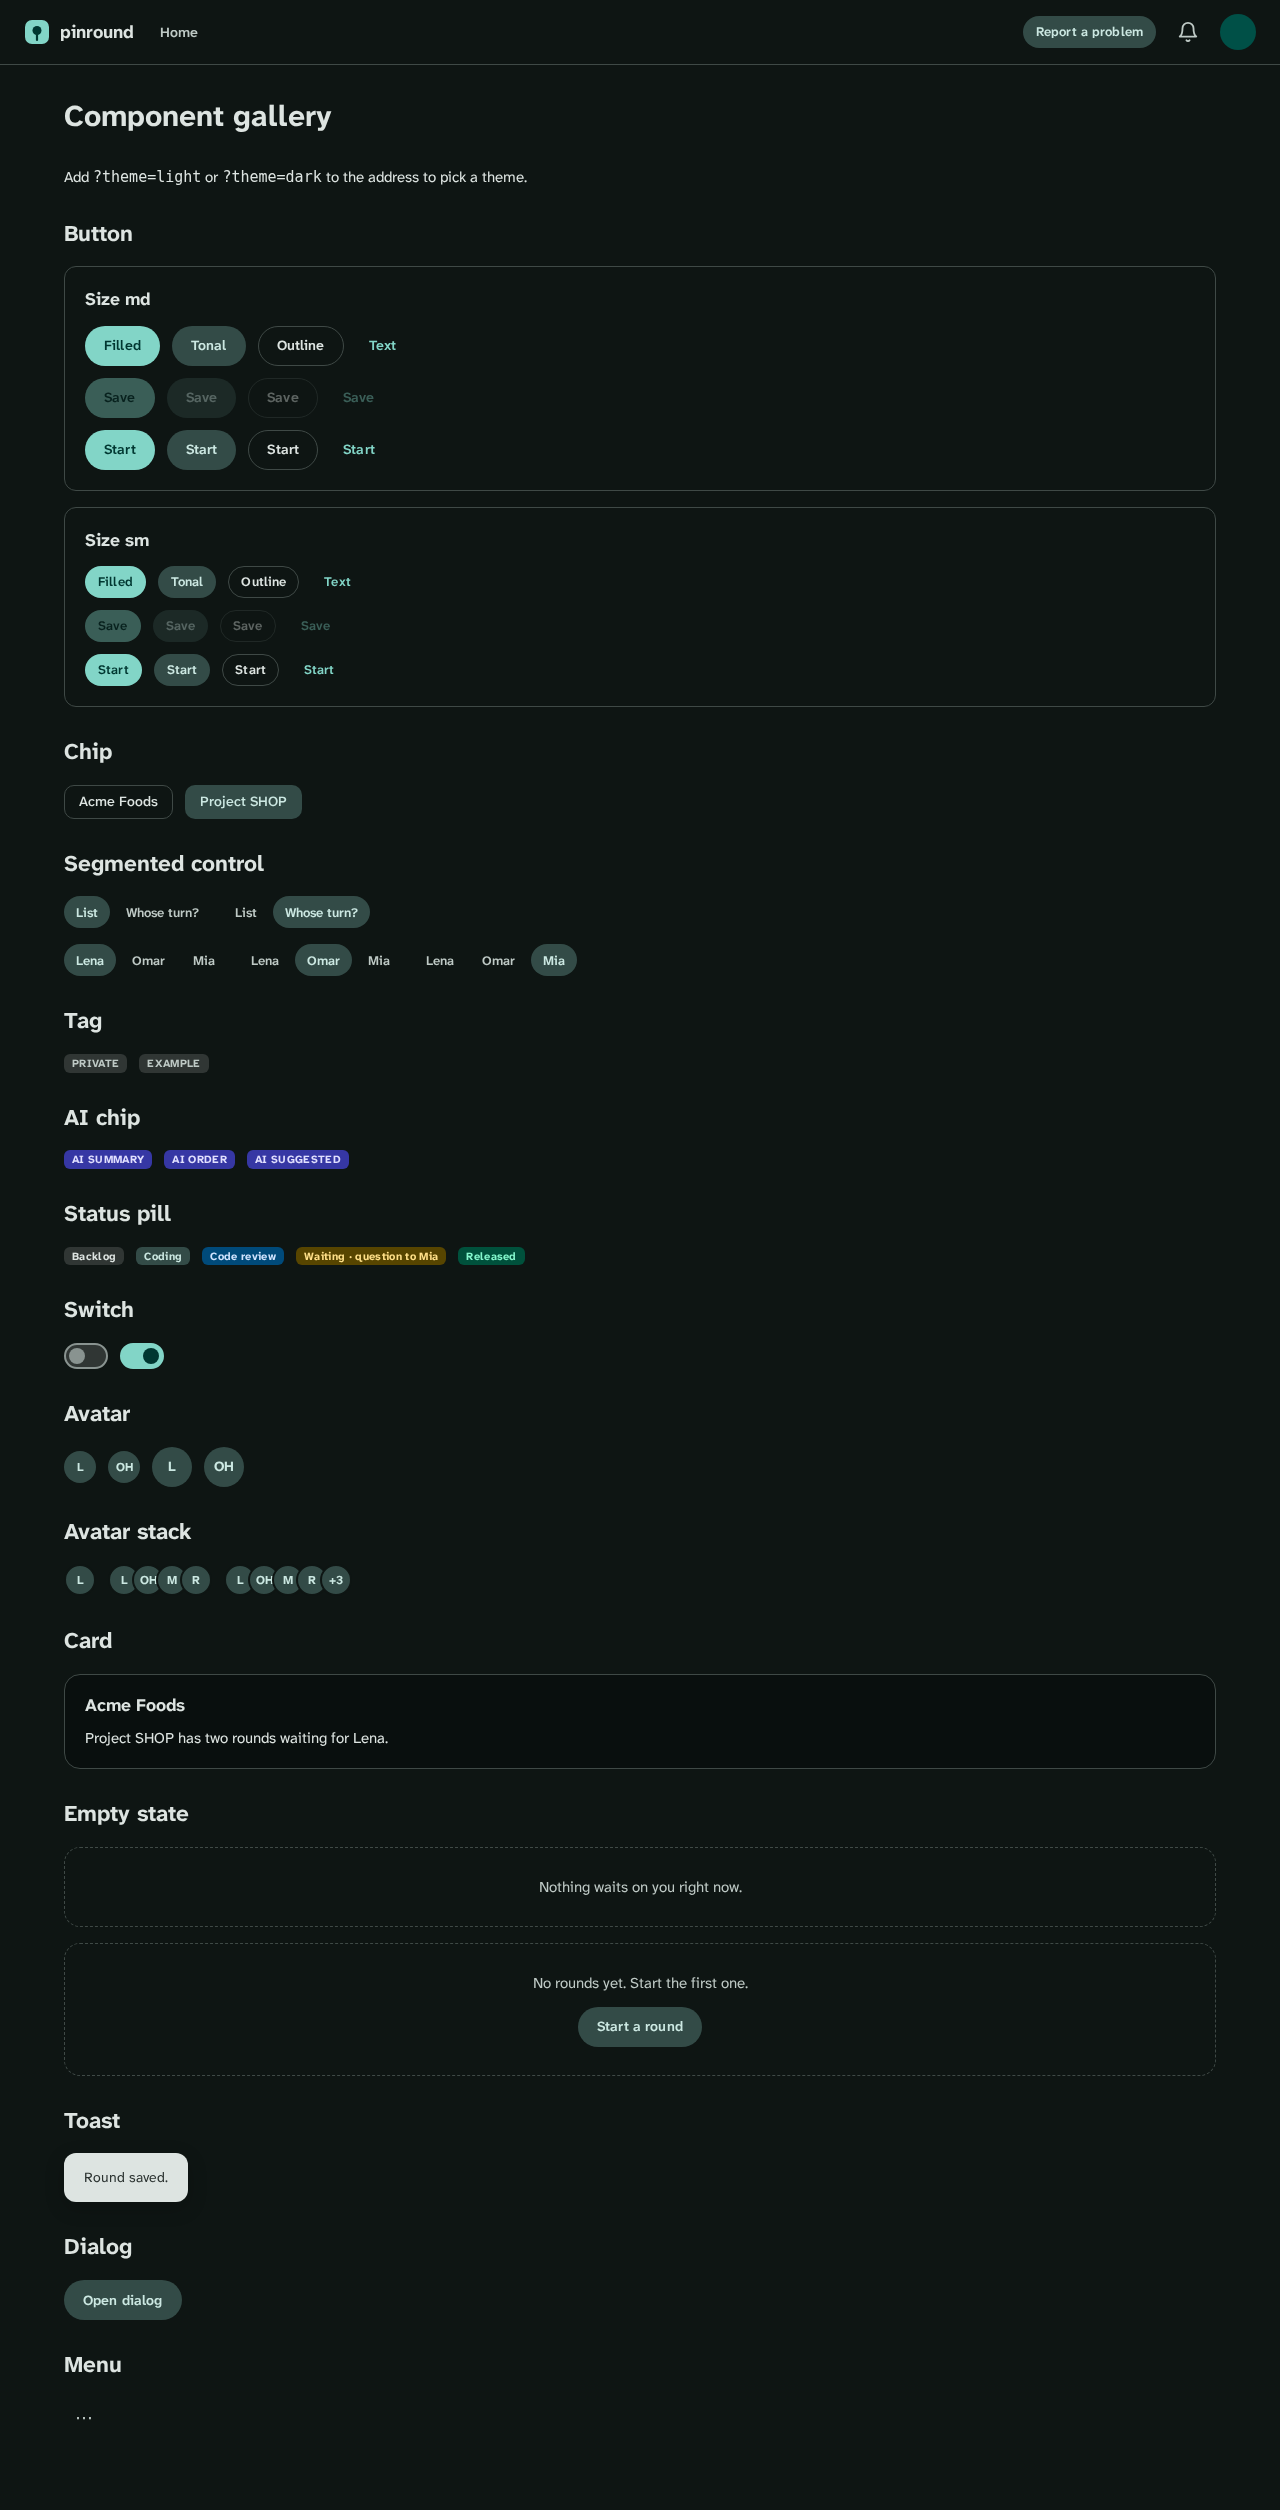 pinround Home Report a problem
Component gallery
Add ?theme=light or ?theme=dark to the address to pick a theme.
Button
Size md
Filled Tonal Outline Text
Save Save Save Save
Start Start Start Start
Size sm
Filled Tonal Outline Text
Save Save Save Save
Start Start Start Start
Chip
Acme Foods Project SHOP
Segmented control
List Whose turn? List Whose turn?
Lena Omar Mia Lena Omar Mia Lena Omar Mia
Tag
PRIVATE EXAMPLE
AI chip
AI SUMMARY AI ORDER AI SUGGESTED
Status pill
Backlog Coding Code review Waiting · question to Mia Released
Switch
Avatar
L OH L OH
Avatar stack
L L OH M R L OH M R +3
Card
Acme Foods
Project SHOP has two rounds waiting for Lena.
Empty state
Nothing waits on you right now.
No rounds yet. Start the first one.
Start a round
Toast
Round saved.
Dialog
Open dialog
Menu
...